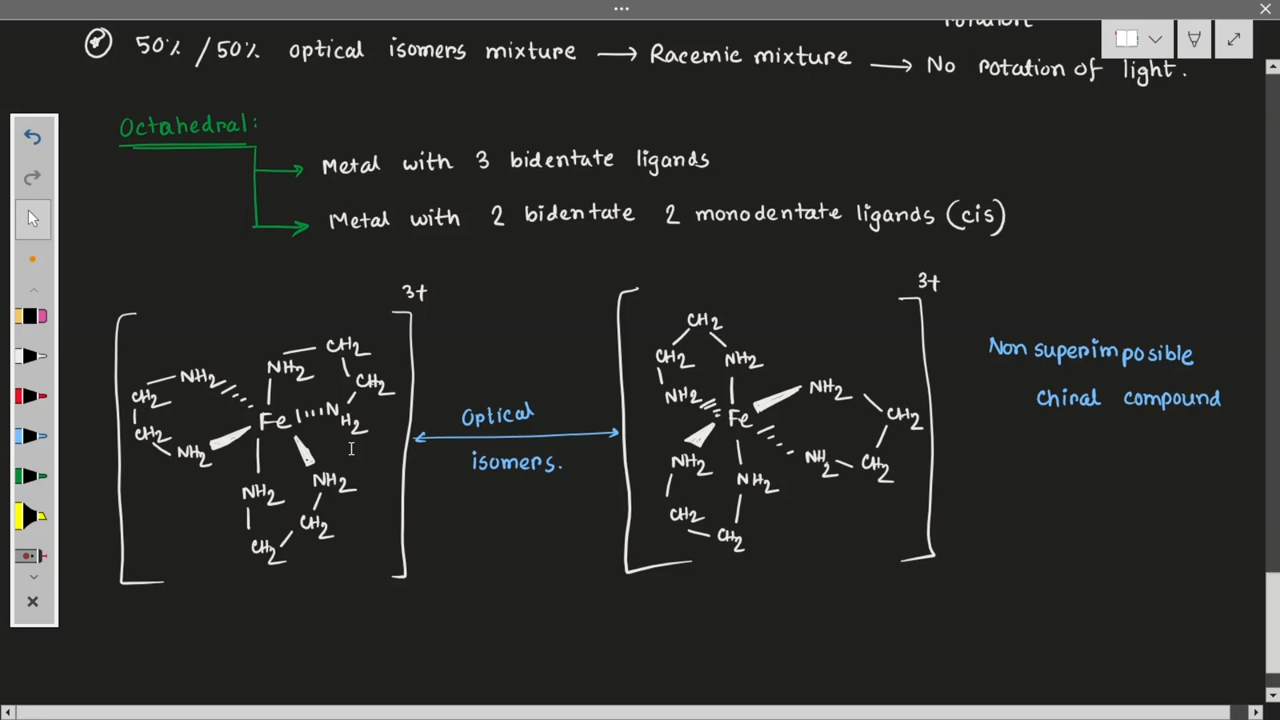 rotation
50% / 50% optical isomers mixture → Racemic mixture → No rotation of light.
Octahedral:
Metal with 3 bidentate ligands
Metal with 2 bidentate 2 monodentate ligands (cis)
3+
CH2
NH2
CH2
NH2
CH2
Fe
N
H2
CH2
NH2
NH2
NH2
CH2
CH2
Optical
isomers.
3+
CH2
CH2
NH2
NH2
NH2
Fe
CH2
NH2
NH2
CH2
NH2
CH2
CH2
Non superimposible
chiral compound